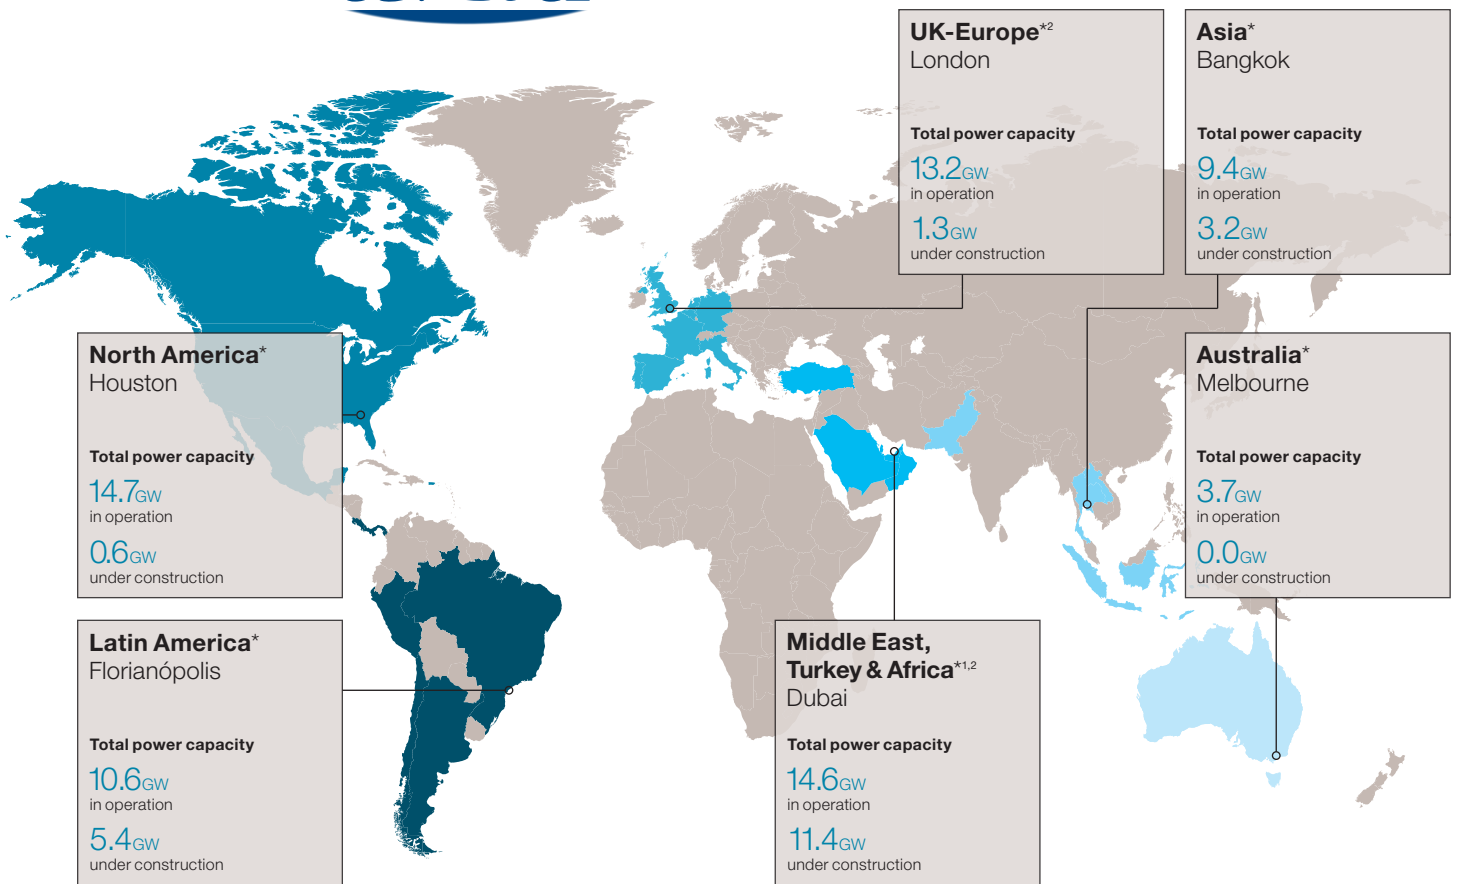 UK-Europe*2
London
Total power capacity
13.2GW
in operation
1.3GW
under construction
Asia*
Bangkok
Total power capacity
9.4GW
in operation
3.2GW
under construction
North America*
Houston
Total power capacity
14.7GW
in operation
0.6GW
under construction
Australia*
Melbourne
Total power capacity
3.7GW
in operation
0.0GW
under construction
Latin America*
Florianópolis
Total power capacity
10.6GW
in operation
5.4GW
under construction
Middle East,
Turkey & Africa*1,2
Dubai
Total power capacity
14.6GW
in operation
11.4GW
under construction